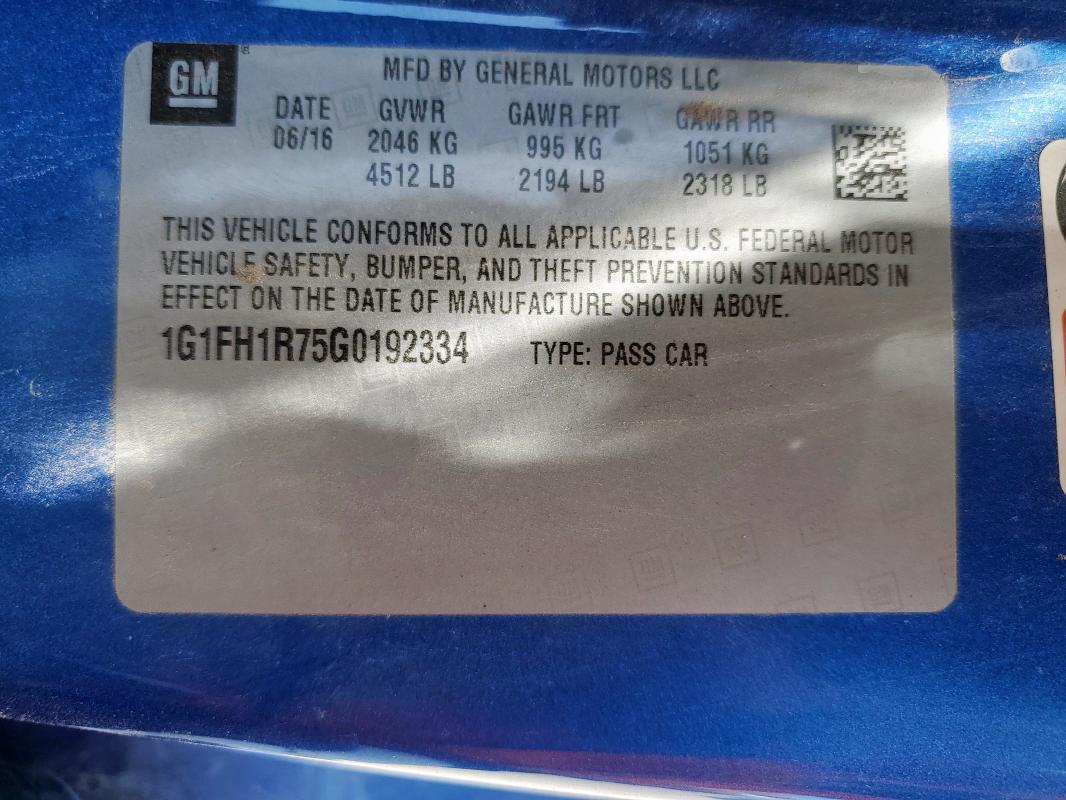 GM
MFD BY GENERAL MOTORS LLC
DATE GVWR GAWR FRT GAWR RR
06/16 2046 KG 995 KG 1051 KG
4512 LB 2194 LB 2318 LB
THIS VEHICLE CONFORMS TO ALL APPLICABLE U.S. FEDERAL MOTOR
VEHICLE SAFETY, BUMPER, AND THEFT PREVENTION STANDARDS IN
EFFECT ON THE DATE OF MANUFACTURE SHOWN ABOVE.
1G1FH1R75G0192334 TYPE: PASS CAR